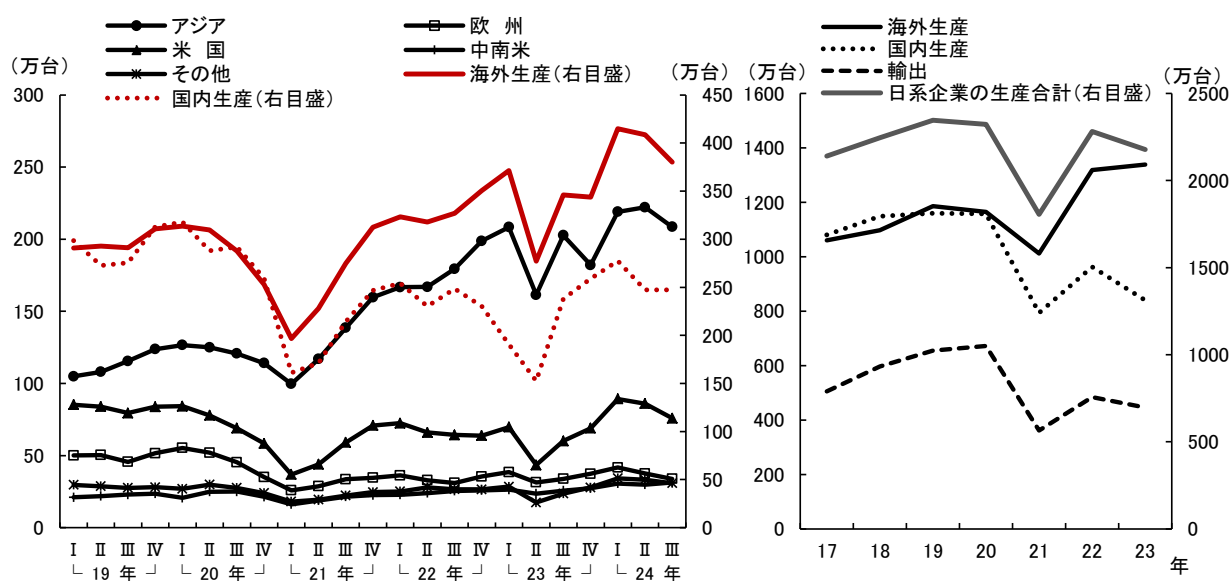 アジア
欧 州
米 国
中南米
その他
海外生産(右目盛)
国内生産(右目盛)
(万台)
(万台)
300
250
200
150
100
50
0
450
400
350
300
250
200
150
100
50
0
Ⅰ Ⅱ Ⅲ Ⅳ Ⅰ Ⅱ Ⅲ Ⅳ Ⅰ Ⅱ Ⅲ Ⅳ Ⅰ Ⅱ Ⅲ Ⅳ Ⅰ Ⅱ Ⅲ Ⅳ Ⅰ Ⅱ Ⅲ
19 年 20 年 21 年 22 年 23 年 24 年
海外生産
国内生産
輸出
日系企業の生産合計(右目盛)
(万台)
(万台)
1600
1400
1200
1000
800
600
400
200
0
2500
2000
1500
1000
500
0
17 18 19 20 21 22 23
年